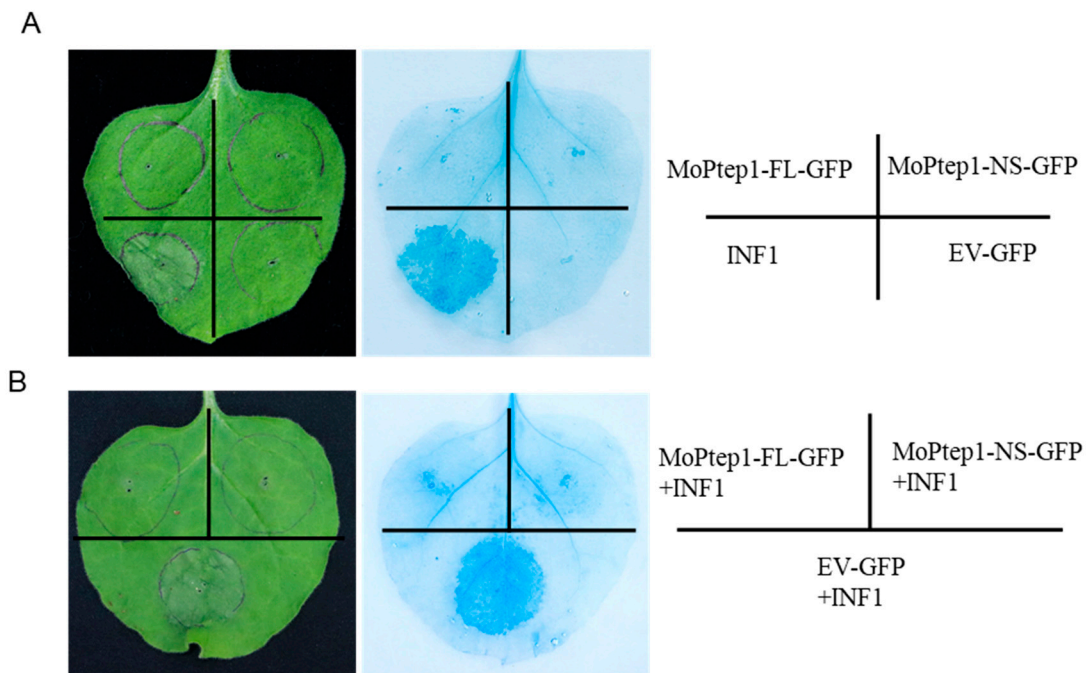 A
MoPtep1-FL-GFP
MoPtep1-NS-GFP
INF1
EV-GFP
B
MoPtep1-FL-GFP
+INF1
MoPtep1-NS-GFP
+INF1
EV-GFP
+INF1